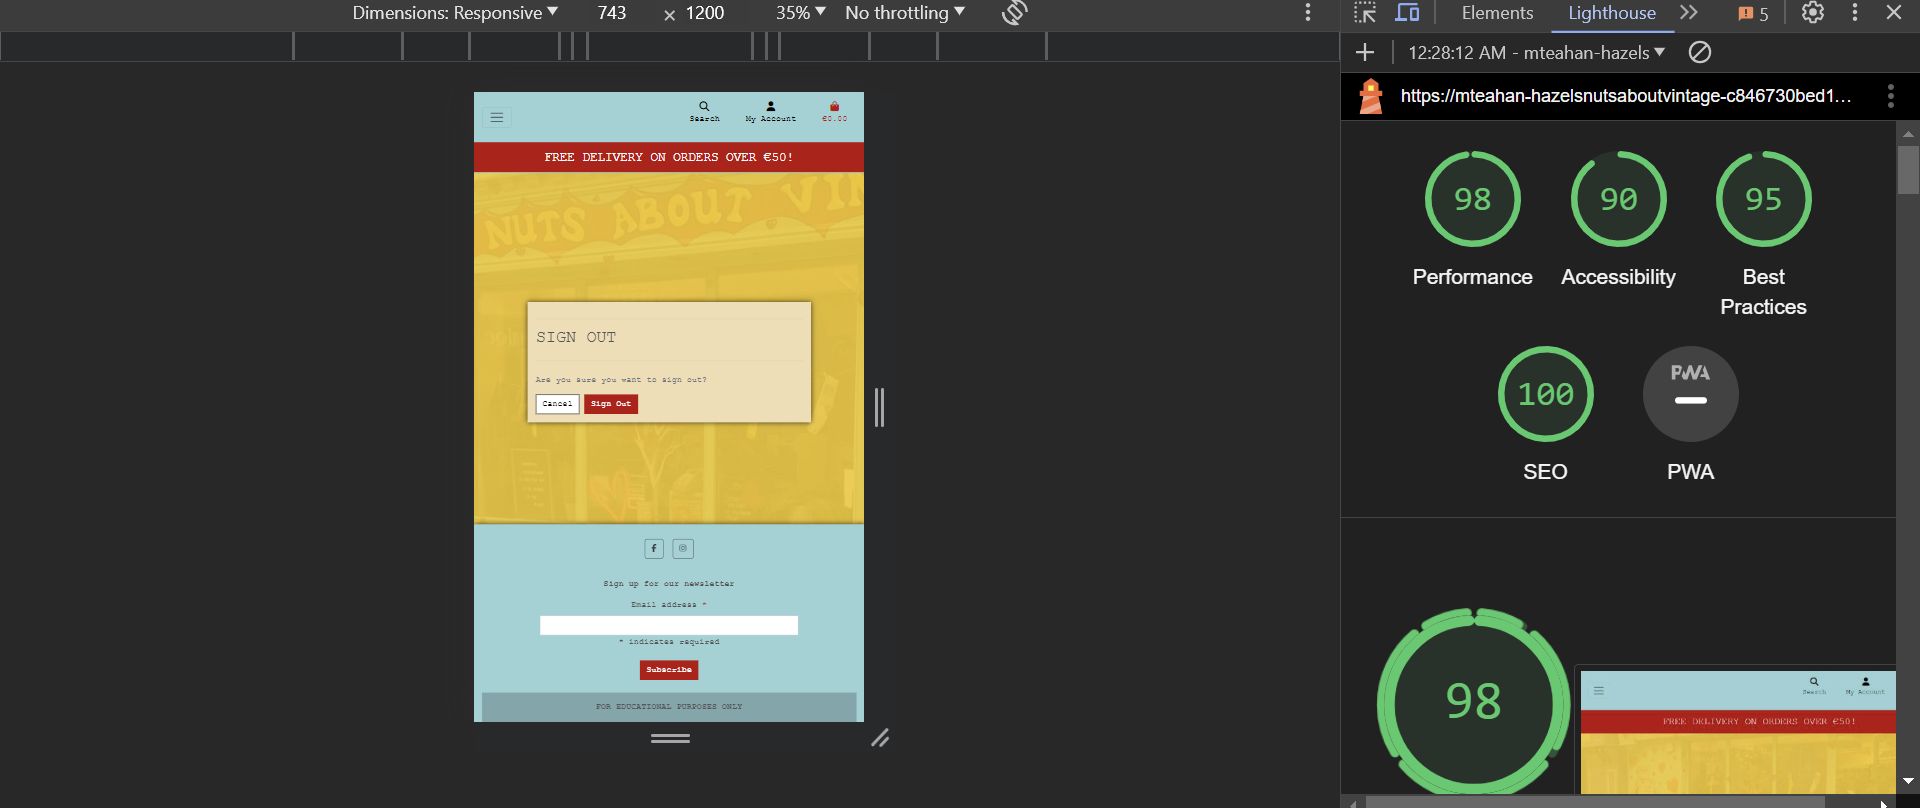 Dimensions: Responsive 743 × 1200 35% No throttling
Elements Lighthouse 5
12:28:12 AM - mteahan-hazels
https://mteahan-hazelsnutsaboutvintage-c846730bed1…
98 90 95
Performance Accessibility Best
Practices
100 PWA
SEO PWA
98
Search My Account
FREE DELIVERY ON ORDERS OVER €50!
Search My Account €0.00
FREE DELIVERY ON ORDERS OVER €50!
NUTS ABOUT VIN
SIGN OUT
Are you sure you want to sign out?
Cancel Sign Out
Sign up for our newsletter
Email address *
* indicates required
Subscribe
FOR EDUCATIONAL PURPOSES ONLY